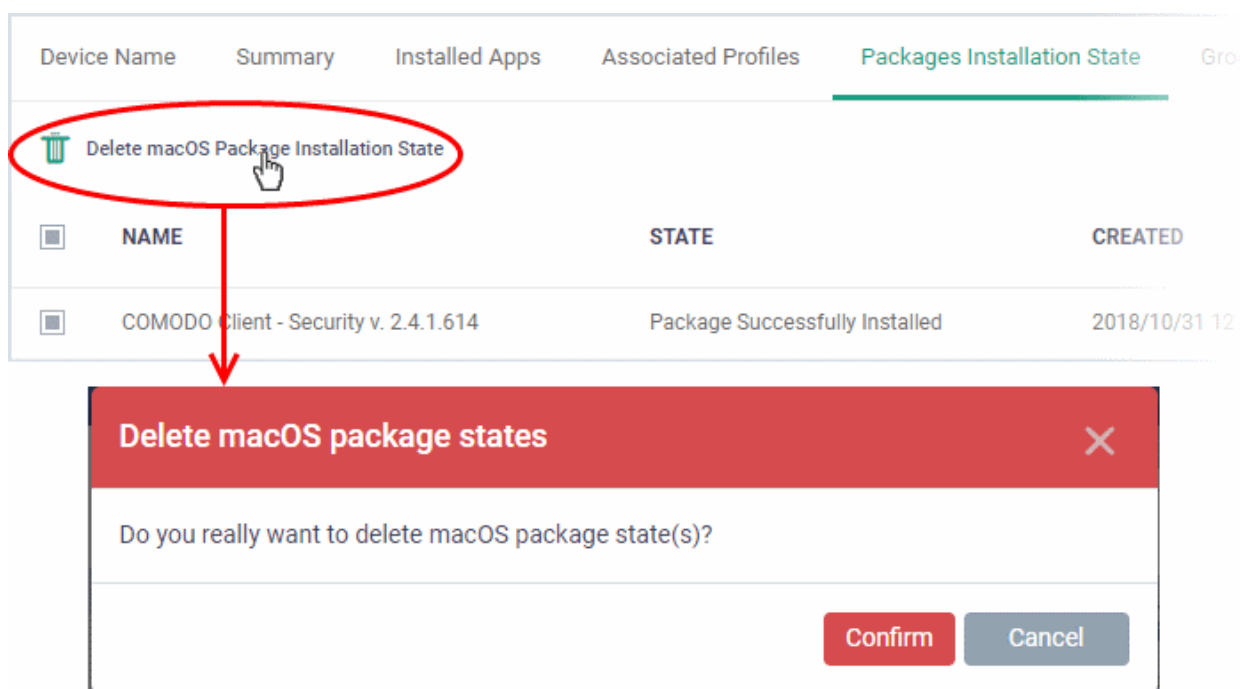 Device Name Summary Installed Apps Associated Profiles Packages Installation State Gro
Delete macOS Package Installation State
NAME STATE CREATED
COMODO Client - Security v. 2.4.1.614 Package Successfully Installed 2018/10/31 12
Delete macOS package states
Do you really want to delete macOS package state(s)?
Confirm Cancel